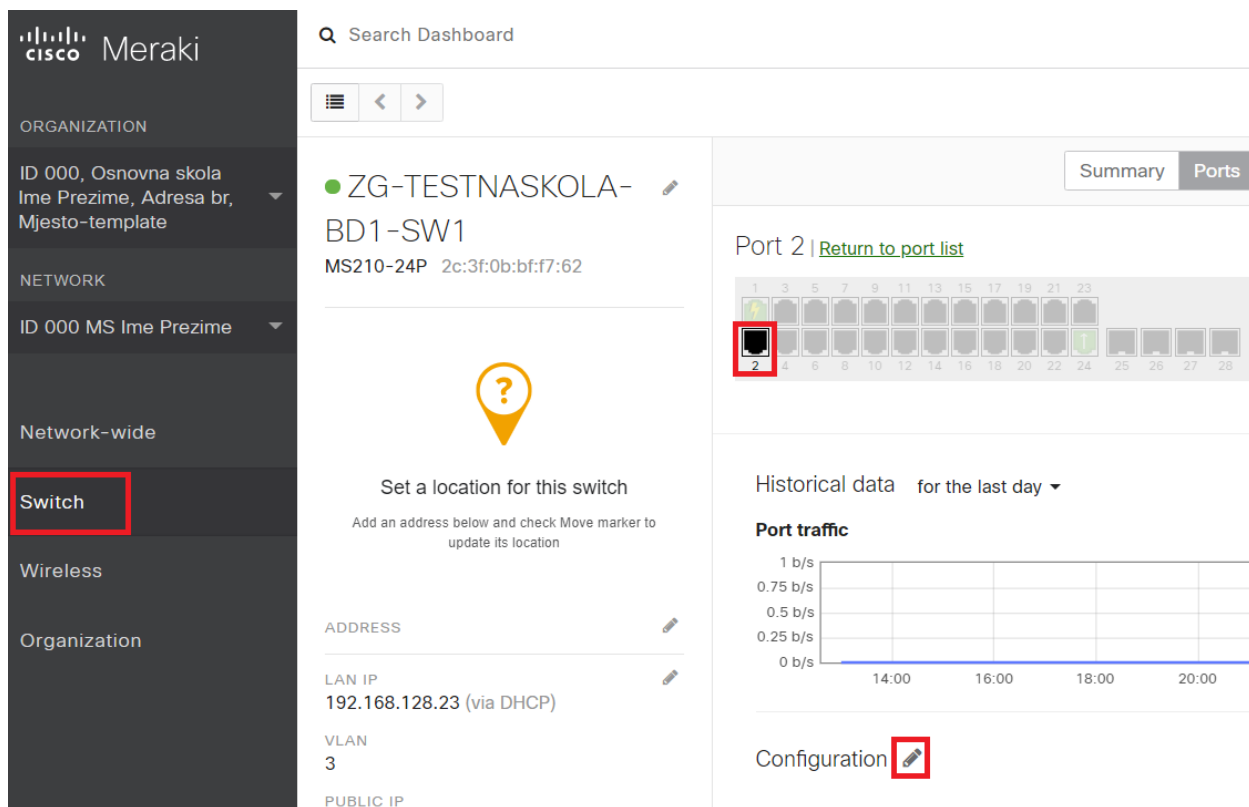 cisco Meraki
Search Dashboard
ORGANIZATION
ID 000, Osnovna skola
Ime Prezime, Adresa br,
Mjesto-template
NETWORK
ID 000 MS Ime Prezime
Network-wide
Switch
Wireless
Organization
ZG-TESTNASKOLA-
BD1-SW1
MS210-24P 2c:3f:0b:bf:f7:62
Set a location for this switch
Add an address below and check Move marker to
update its location
ADDRESS
LAN IP
192.168.128.23 (via DHCP)
VLAN
3
PUBLIC IP
Summary Ports
Port 2 | Return to port list
1 3 5 7 9 11 13 15 17 19 21 23
2 4 6 8 10 12 14 16 18 20 22 24 25 26 27 28
Historical data for the last day
Port traffic
1 b/s
0.75 b/s
0.5 b/s
0.25 b/s
0 b/s
14:00 16:00 18:00 20:00
Configuration